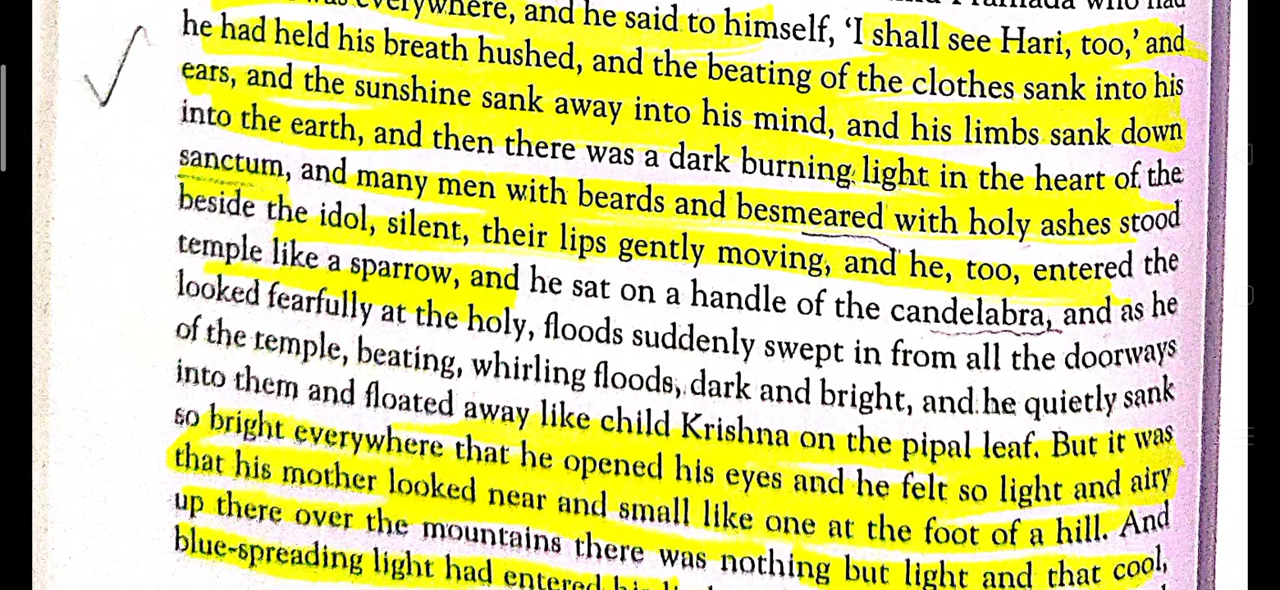 everywhere, and he said to himself, ‘I shall see Hari, too,’ and
he had held his breath hushed, and the beating of the clothes sank into his
ears, and the sunshine sank away into his mind, and his limbs sank down
into the earth, and then there was a dark burning light in the heart of the
sanctum, and many men with beards and besmeared with holy ashes stood
beside the idol, silent, their lips gently moving, and he, too, entered the
temple like a sparrow, and he sat on a handle of the candelabra, and as he
looked fearfully at the holy, floods suddenly swept in from all the doorways
of the temple, beating, whirling floods, dark and bright, and he quietly sank
into them and floated away like child Krishna on the pipal leaf. But it was
so bright everywhere that he opened his eyes and he felt so light and airy
that his mother looked near and small like one at the foot of a hill. And
up there over the mountains there was nothing but light and that cool,
blue-spreading light had entered